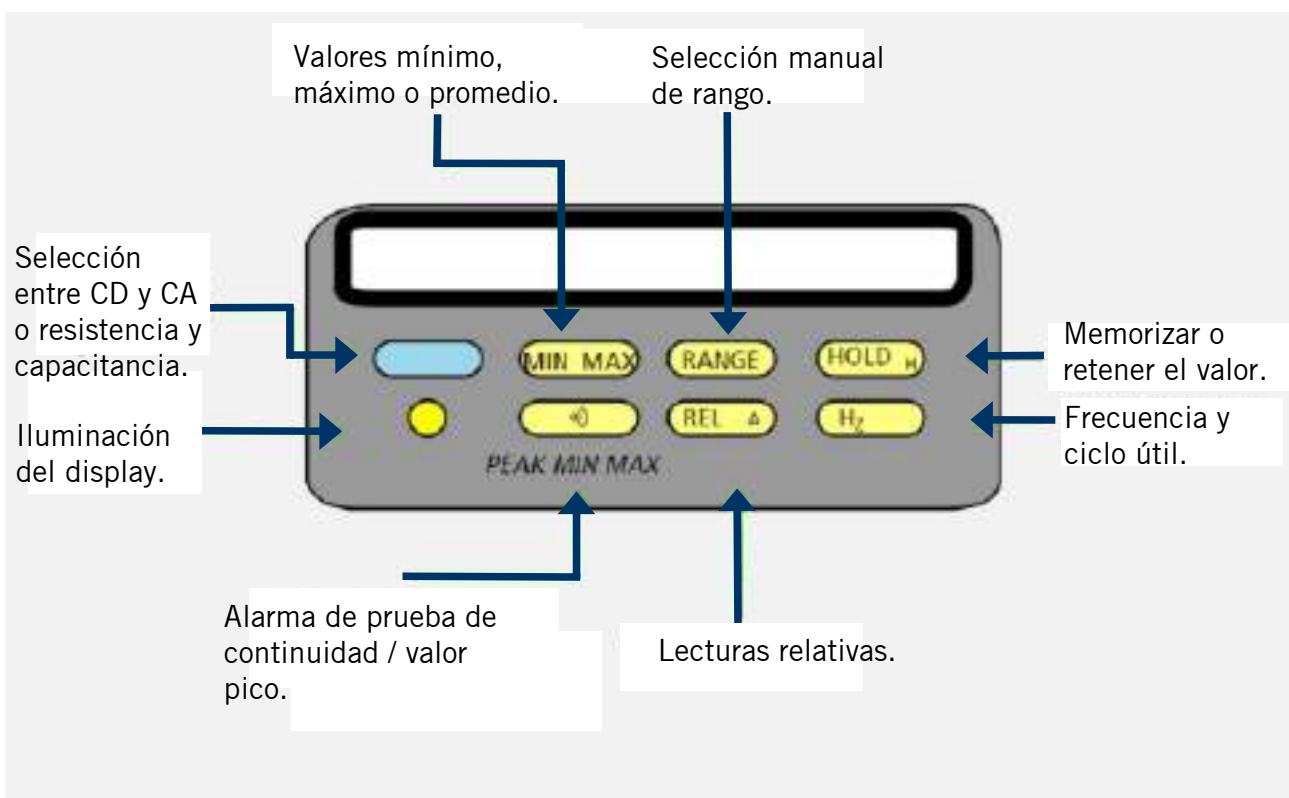 Valores mínimo,
máximo o promedio.
Selección manual
de rango.
Selección
entre CD y CA
o resistencia y
capacitancia.
Iluminación
del display.
MIN MAX
RANGE
HOLD H
REL Δ
Hz
PEAK MIN MAX
Memorizar o
retener el valor.
Frecuencia y
ciclo útil.
Alarma de prueba de
continuidad / valor
pico.
Lecturas relativas.